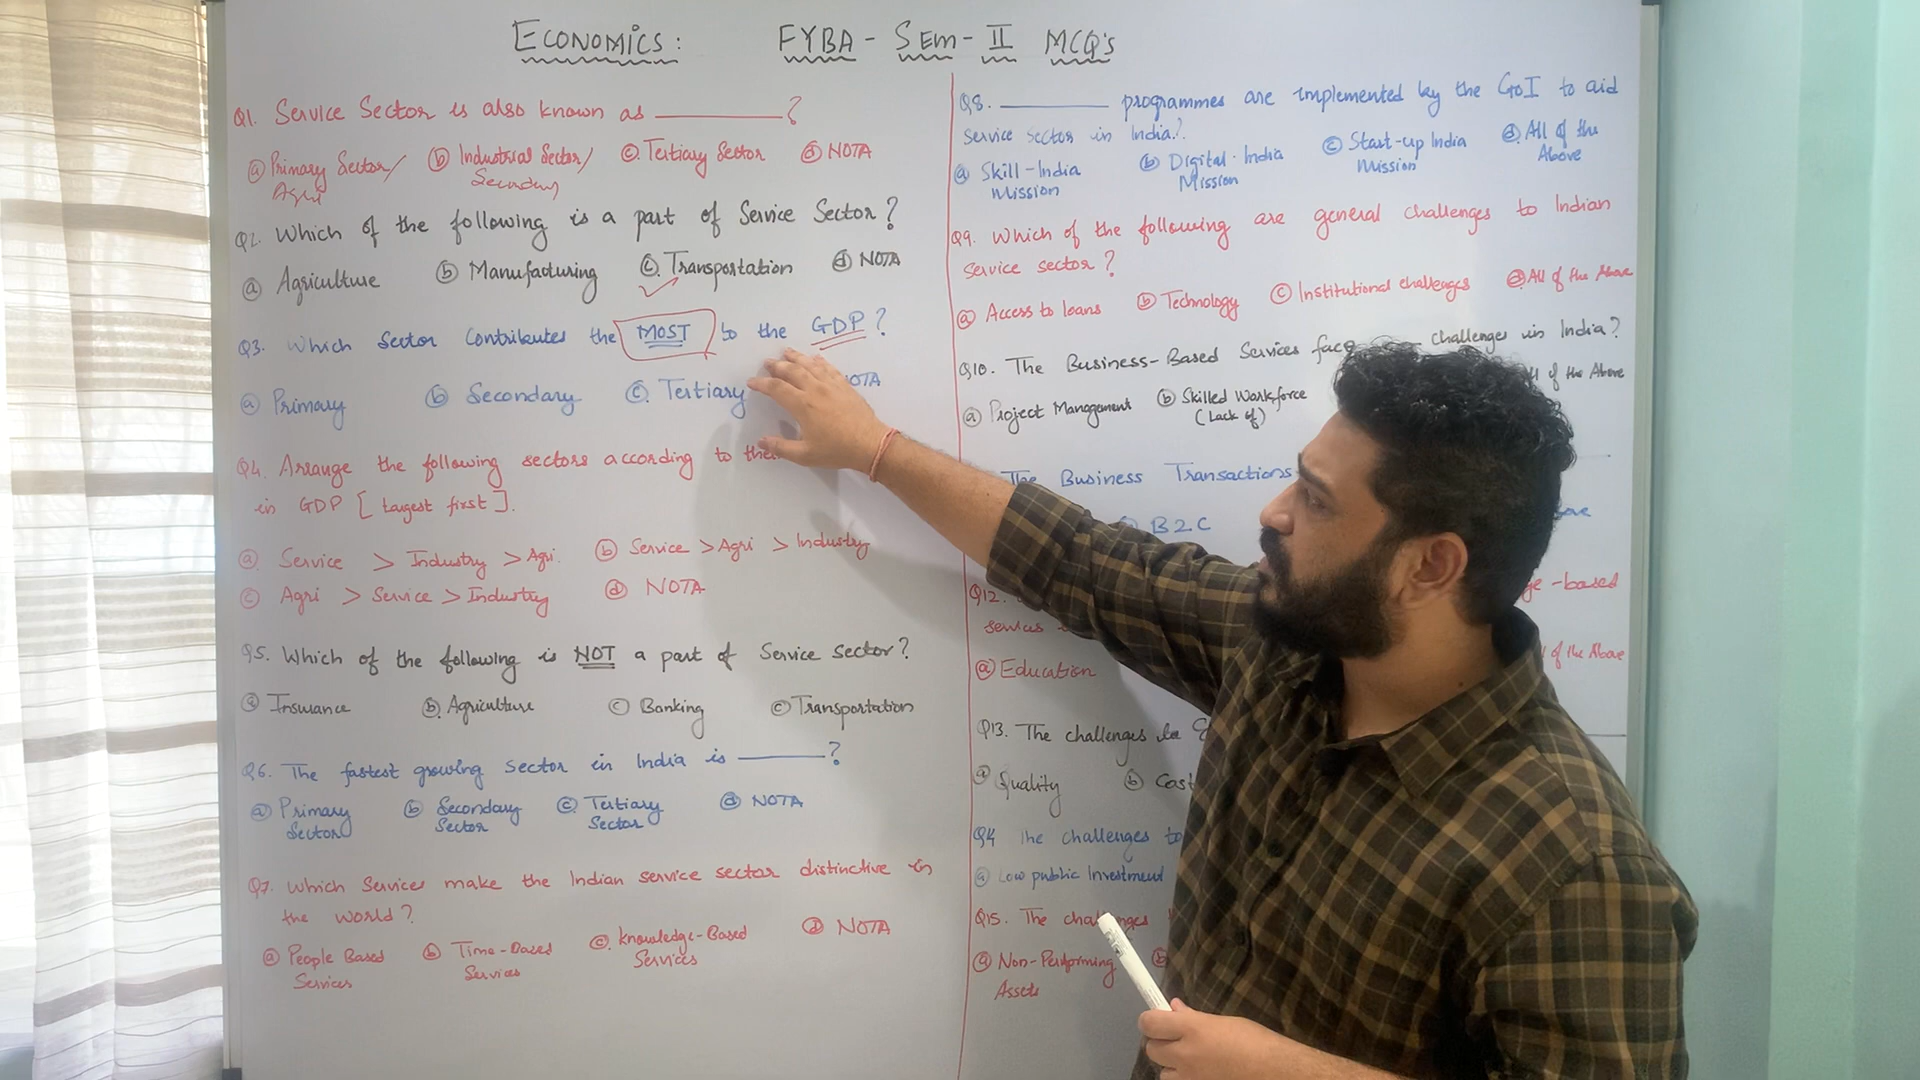 ECONOMICS: FYBA - SEM - II MCQ's
Q1. Service Sector is also known as ________?
ⓐ Primary Sector/ ⓑ Industrial Sector/ ⓒ. Tertiary Sector ⓓ NOTA
Agri Secondary
Q2. Which of the following is a part of Service Sector?
ⓐ Agriculture ⓑ Manufacturing ⓒ. Transportation ⓓ NOTA
Q3. Which Sector Contributes the MOST to the GDP?
ⓐ Primary ⓑ Secondary ⓒ. Tertiary NOTA
Q4. Arrange the following sectors according to
in GDP [Largest first].
ⓐ Service > Industry > Agri. ⓑ Service > Agri > Industry
ⓒ Agri > Service > Industry ⓓ NOTA
Q5. Which of the following is NOT a part of Service sector?
ⓐ Insurance ⓑ. Agriculture ⓒ Banking ⓒ Transportation
Q6. The fastest growing sector in India is ________?
ⓐ Primary ⓑ Secondary ⓒ Tertiary ⓓ NOTA
Sector Sector Sector
Q7. Which Services make the Indian service sector distinctive in
the world?
ⓐ People Based ⓑ Time-Based ⓒ. Knowledge-Based ⓓ NOTA
Services Services Services
Q8. ________ programmes are implemented by the GoI to aid
service sector in India?
ⓐ Skill-India ⓑ Digital-India ⓒ Start-up India ⓓ All of the
Mission Mission Mission Above
Q9. Which of the following are general challenges to Indian
service sector?
ⓐ Access to loans ⓑ Technology ⓒ Institutional challenges ⓓ All of the Above
Q10. The Business-Based Services face challenges in India?
ⓐ Project Management ⓑ Skilled Workforce of the Above
(Lack of)
The Business Transactions
B2C
Q12. -based
services
ⓐ Education of the Above
Q13. The challenges to
ⓐ Quality ⓑ Cost
Q4 The challenges to
ⓐ Low public Investment
Q15. The challenges
ⓐ Non-Performing ⓑ
Assets